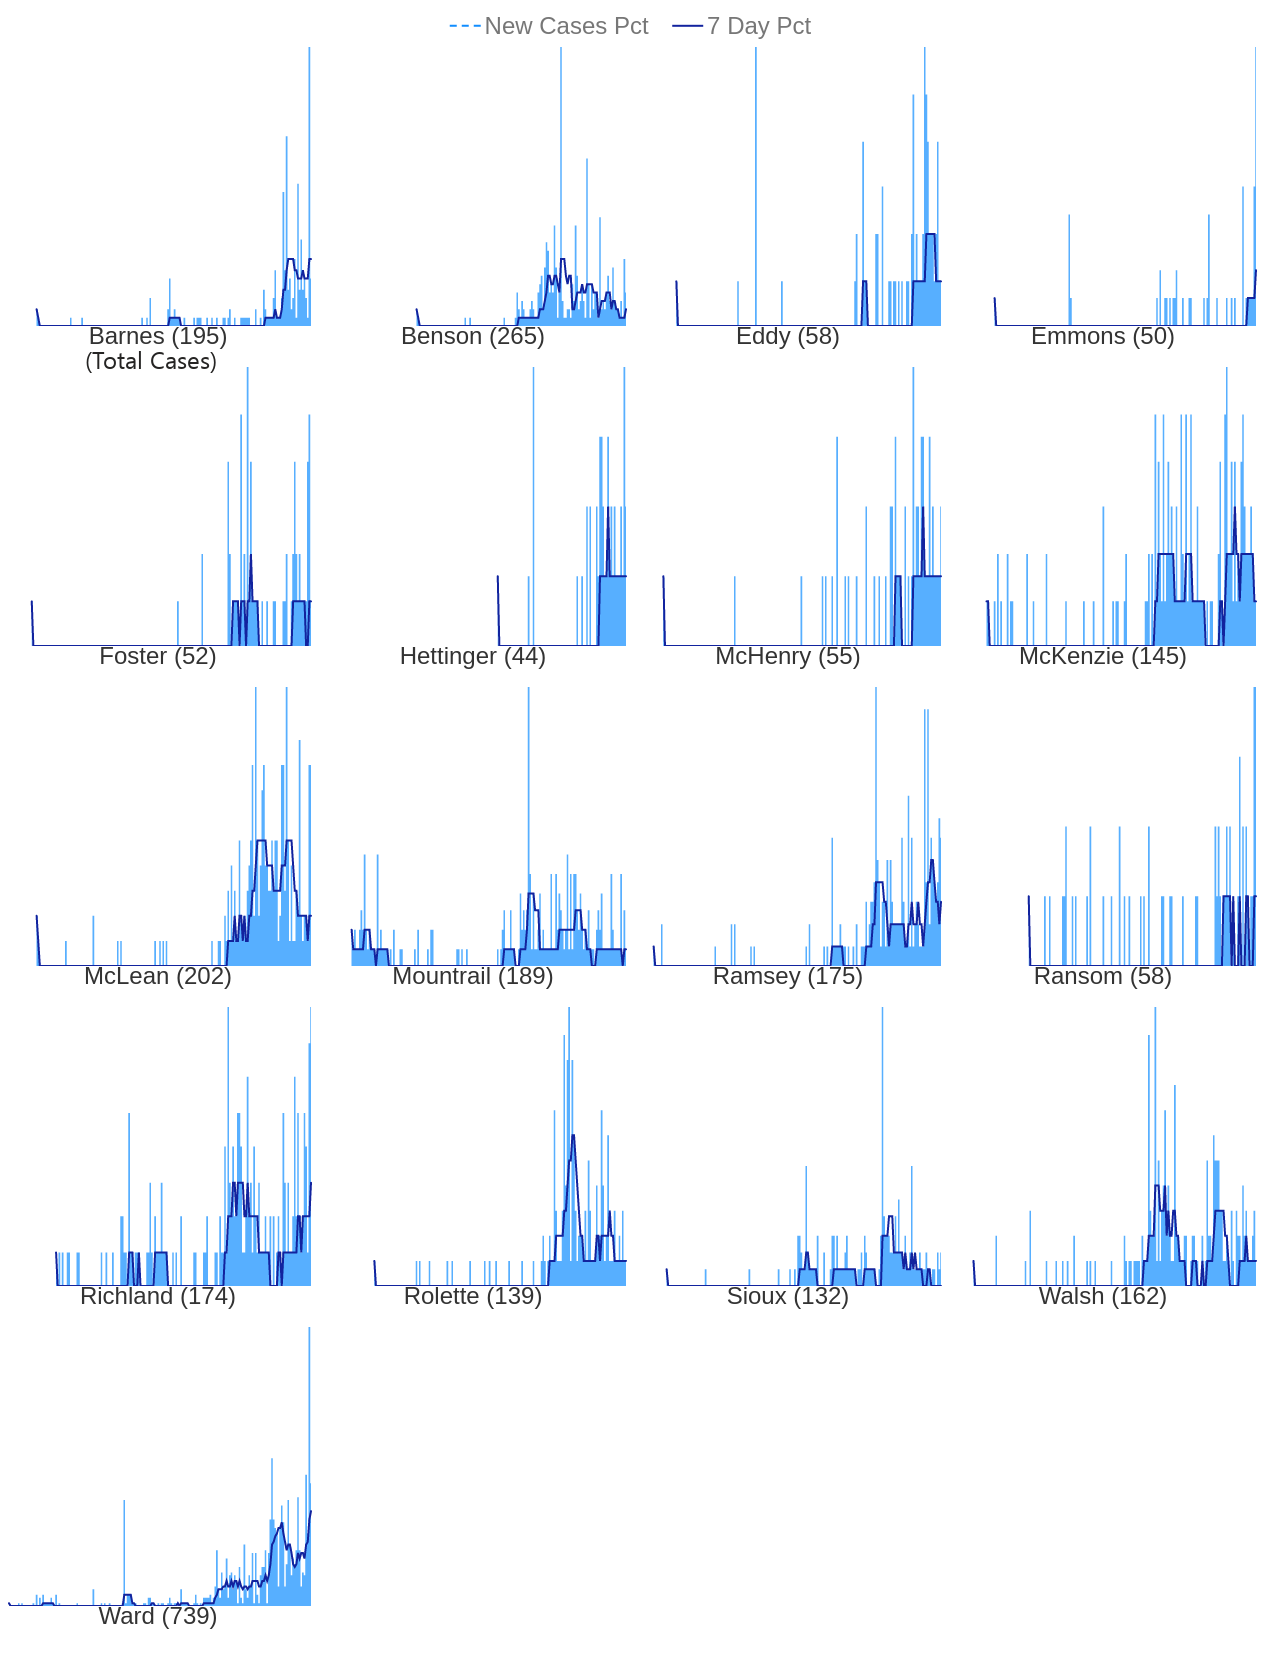 New Cases Pct 7 Day Pct
Barnes (195) Benson (265) Eddy (58) Emmons (50)
(Total Cases)
Foster (52) Hettinger (44) McHenry (55) McKenzie (145)
McLean (202) Mountrail (189) Ramsey (175) Ransom (58)
Richland (174) Rolette (139) Sioux (132) Walsh (162)
Ward (739)